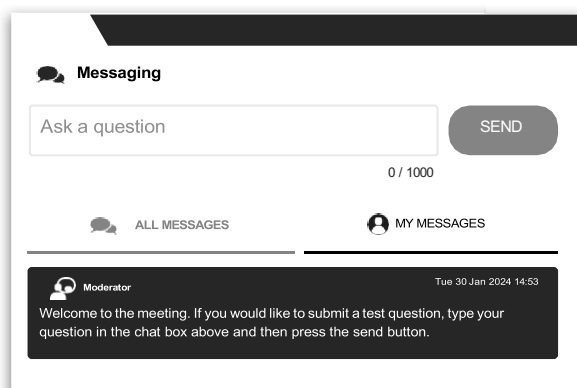 Messaging
Ask a question
SEND
0 / 1000
ALL MESSAGES
MY MESSAGES
Moderator
Tue 30 Jan 2024 14:53
Welcome to the meeting. If you would like to submit a test question, type your
question in the chat box above and then press the send button.